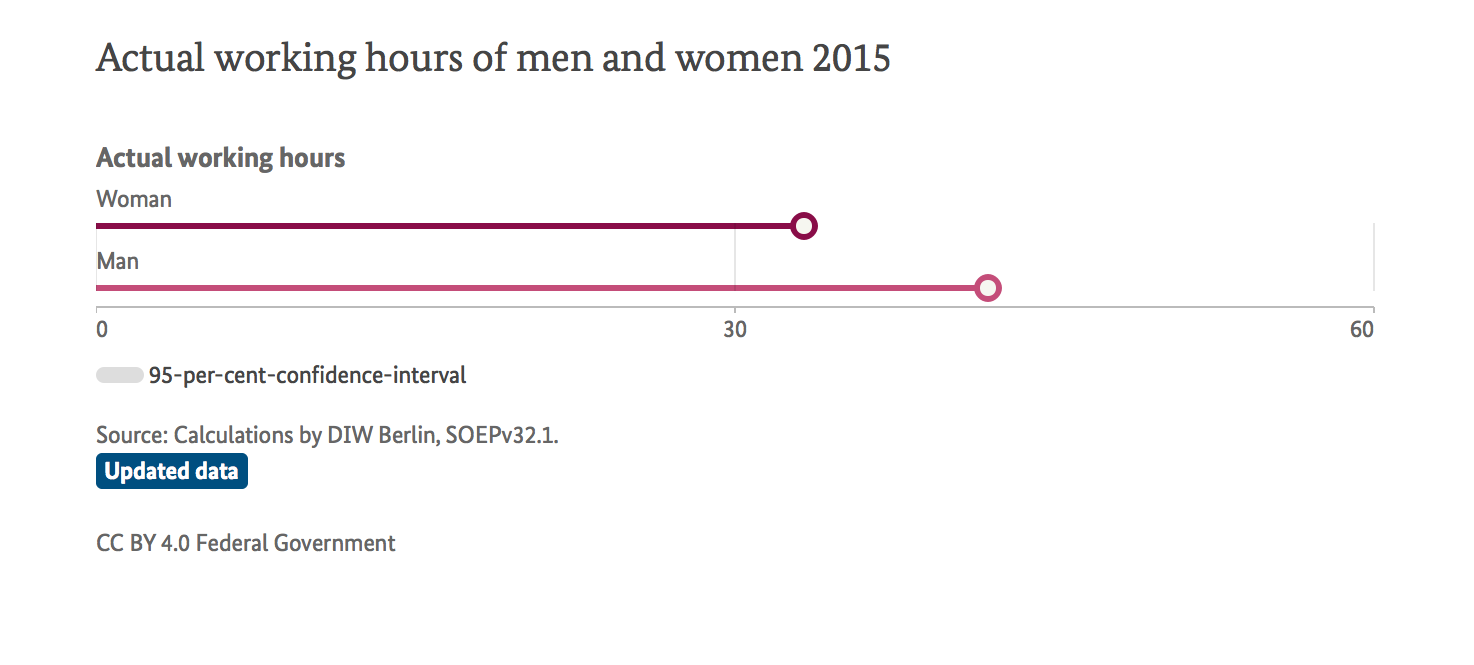 Actual working hours of men and women 2015
Actual working hours
Woman
Man
0 30 60
95-per-cent-confidence-interval
Source: Calculations by DIW Berlin, SOEPv32.1.
Updated data
CC BY 4.0 Federal Government